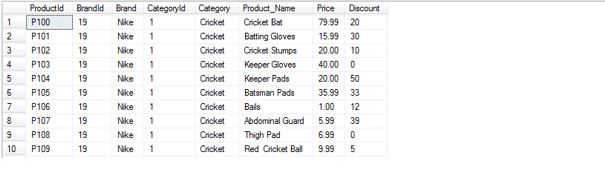 ProductId BrandId Brand CategoryId Category Product_Name Price Discount
1 P100 19 Nike 1 Cricket Cricket Bat 79.99 20
2 P101 19 Nike 1 Cricket Batting Gloves 15.99 30
3 P102 19 Nike 1 Cricket Cricket Stumps 20.00 10
4 P103 19 Nike 1 Cricket Keeper Gloves 40.00 0
5 P104 19 Nike 1 Cricket Keeper Pads 20.00 50
6 P105 19 Nike 1 Cricket Batsman Pads 35.99 33
7 P106 19 Nike 1 Cricket Bails 1.00 12
8 P107 19 Nike 1 Cricket Abdominal Guard 5.99 39
9 P108 19 Nike 1 Cricket Thigh Pad 6.99 0
10 P109 19 Nike 1 Cricket Red Cricket Ball 9.99 5